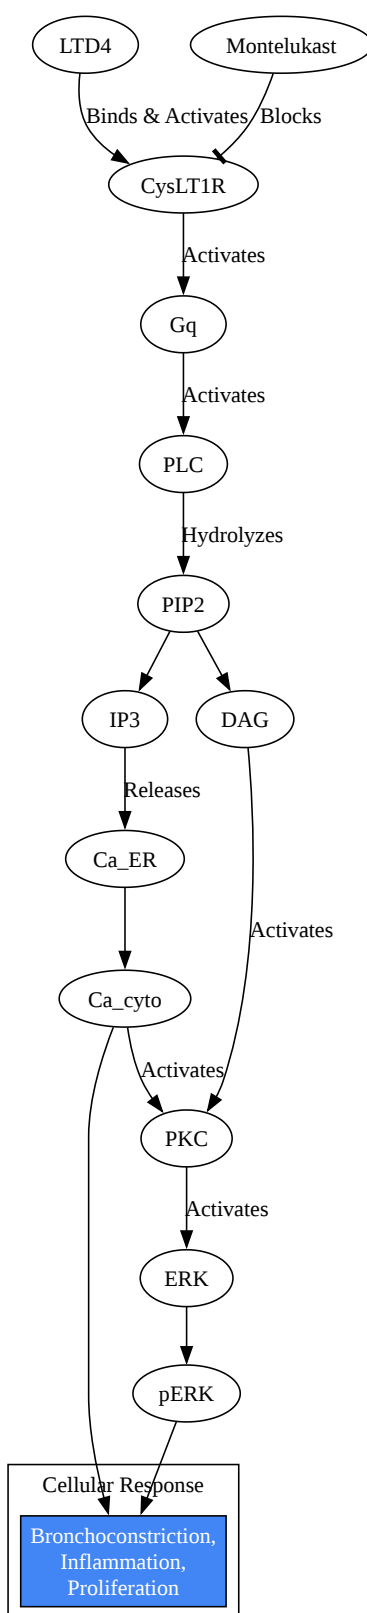 LTD4
Montelukast
Binds & Activates
Blocks
CysLT1R
Activates
Gq
Activates
PLC
Hydrolyzes
PIP2
IP3
DAG
Releases
Ca_ER
Activates
Ca_cyto
Activates
PKC
Activates
ERK
pERK
Cellular Response
Bronchoconstriction,
Inflammation,
Proliferation